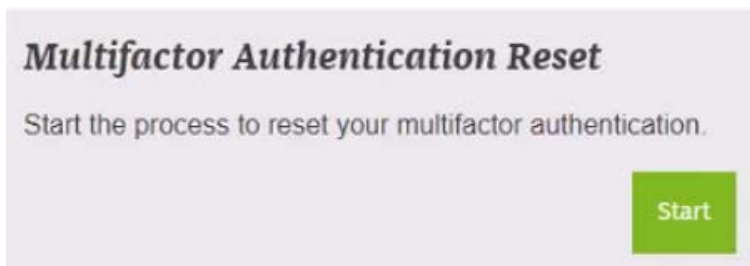 Multifactor Authentication Reset
Start the process to reset your multifactor authentication.
Start